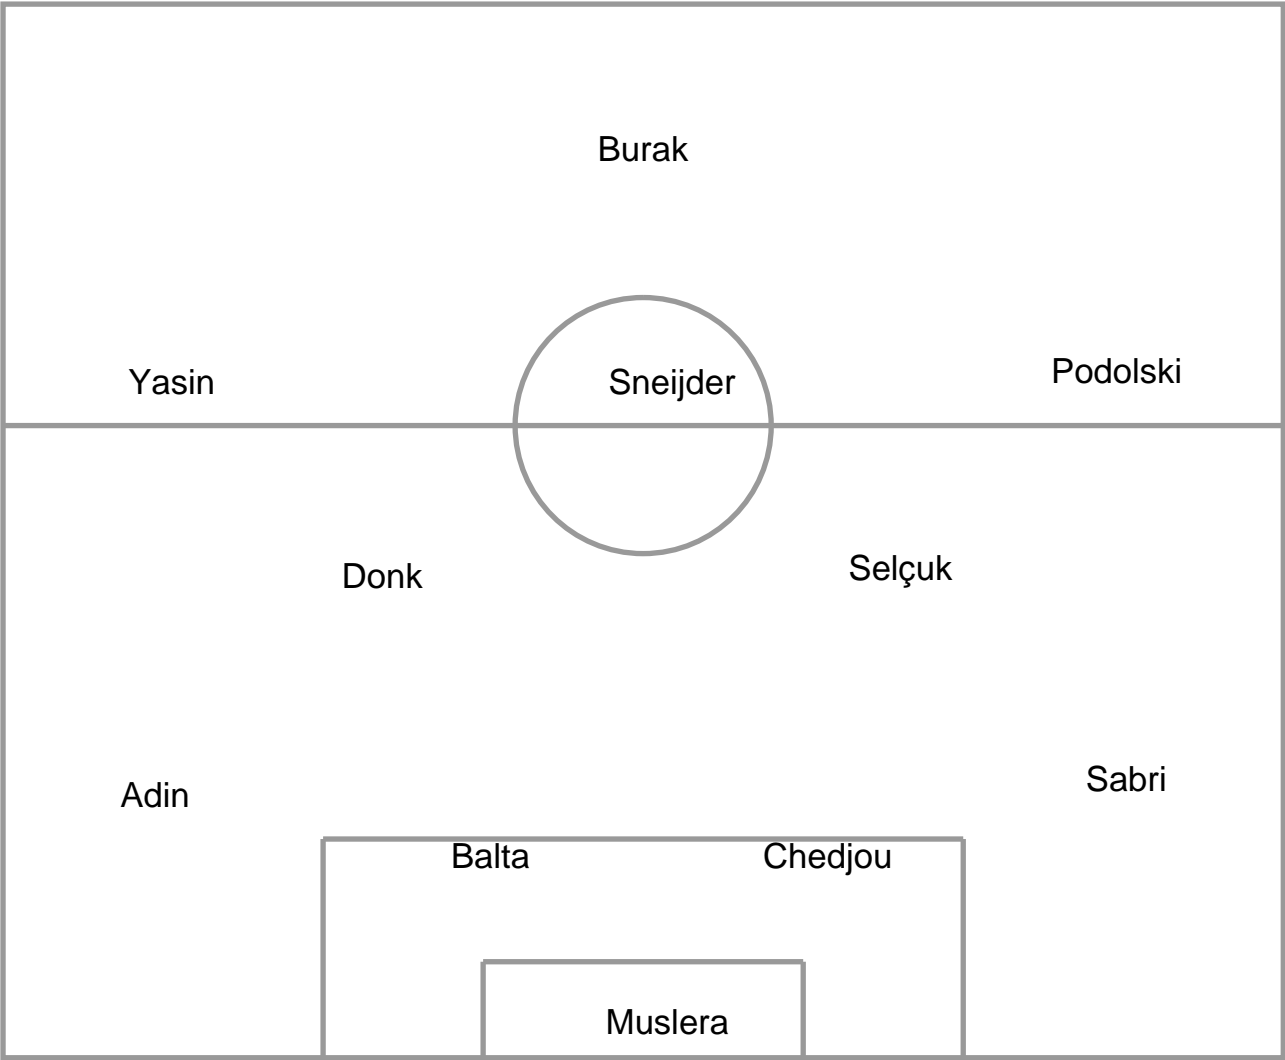 Burak
Yasin Sneijder Podolski
Donk Selçuk
Adin Sabri
Balta Chedjou
Muslera